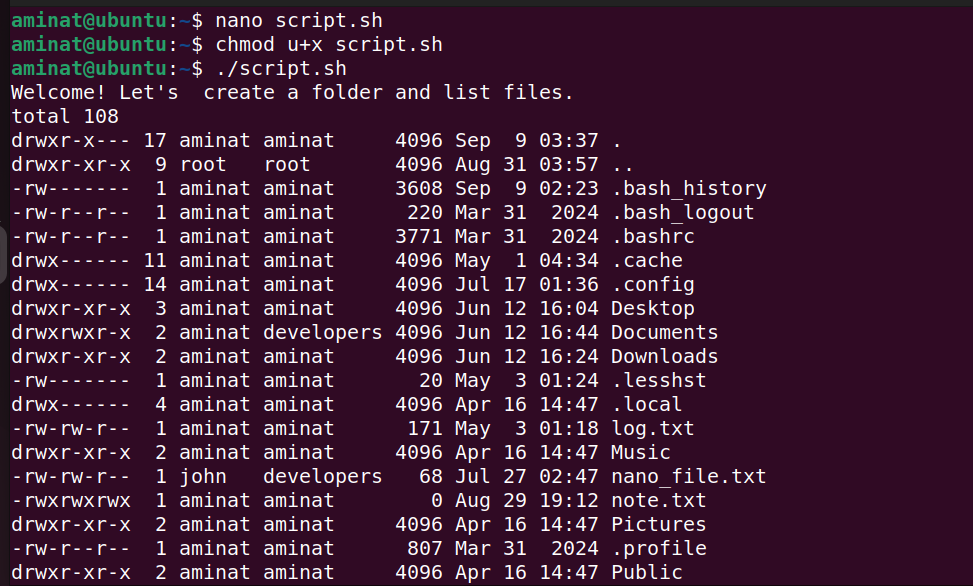 aminat@ubuntu:~$ nano script.sh
aminat@ubuntu:~$ chmod u+x script.sh
aminat@ubuntu:~$ ./script.sh
Welcome! Let's  create a folder and list files.
total 108
drwxr-x--- 17 aminat aminat     4096 Sep  9 03:37 .
drwxr-xr-x  9 root   root       4096 Aug 31 03:57 ..
-rw-------  1 aminat aminat     3608 Sep  9 02:23 .bash_history
-rw-r--r--  1 aminat aminat      220 Mar 31  2024 .bash_logout
-rw-r--r--  1 aminat aminat     3771 Mar 31  2024 .bashrc
drwx------ 11 aminat aminat     4096 May  1 04:34 .cache
drwx------ 14 aminat aminat     4096 Jul 17 01:36 .config
drwxr-xr-x  3 aminat aminat     4096 Jun 12 16:04 Desktop
drwxrwxr-x  2 aminat developers 4096 Jun 12 16:44 Documents
drwxr-xr-x  2 aminat aminat     4096 Jun 12 16:24 Downloads
-rw-------  1 aminat aminat       20 May  3 01:24 .lesshst
drwx------  4 aminat aminat     4096 Apr 16 14:47 .local
-rw-rw-r--  1 aminat aminat      171 May  3 01:18 log.txt
drwxr-xr-x  2 aminat aminat     4096 Apr 16 14:47 Music
-rw-rw-r--  1 john   developers   68 Jul 27 02:47 nano_file.txt
-rwxrwxrwx  1 aminat aminat        0 Aug 29 19:12 note.txt
drwxr-xr-x  2 aminat aminat     4096 Apr 16 14:47 Pictures
-rw-r--r--  1 aminat aminat      807 Mar 31  2024 .profile
drwxr-xr-x  2 aminat aminat     4096 Apr 16 14:47 Public